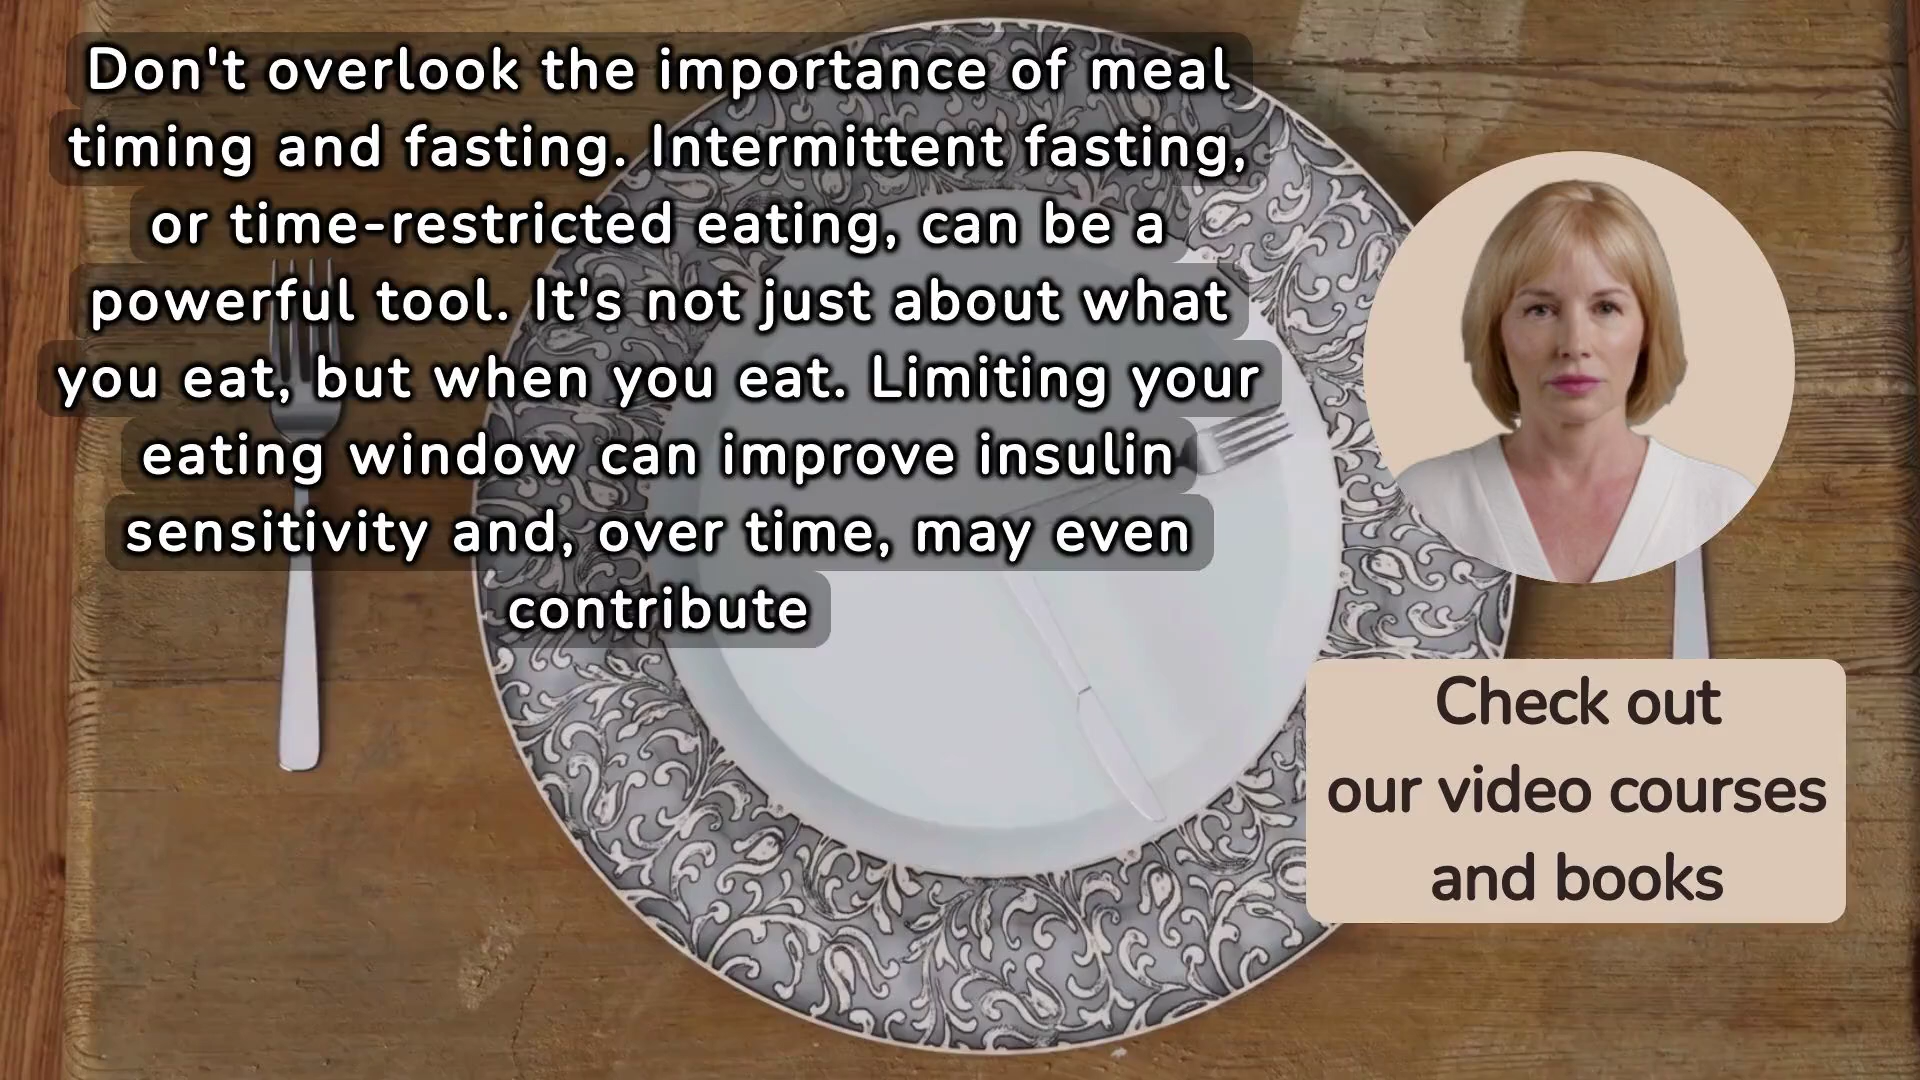 Don't overlook the importance of meal
timing and fasting. Intermittent fasting,
or time-restricted eating, can be a
powerful tool. It's not just about what
you eat, but when you eat. Limiting your
eating window can improve insulin
sensitivity and, over time, may even
contribute
Check out
our video courses
and books